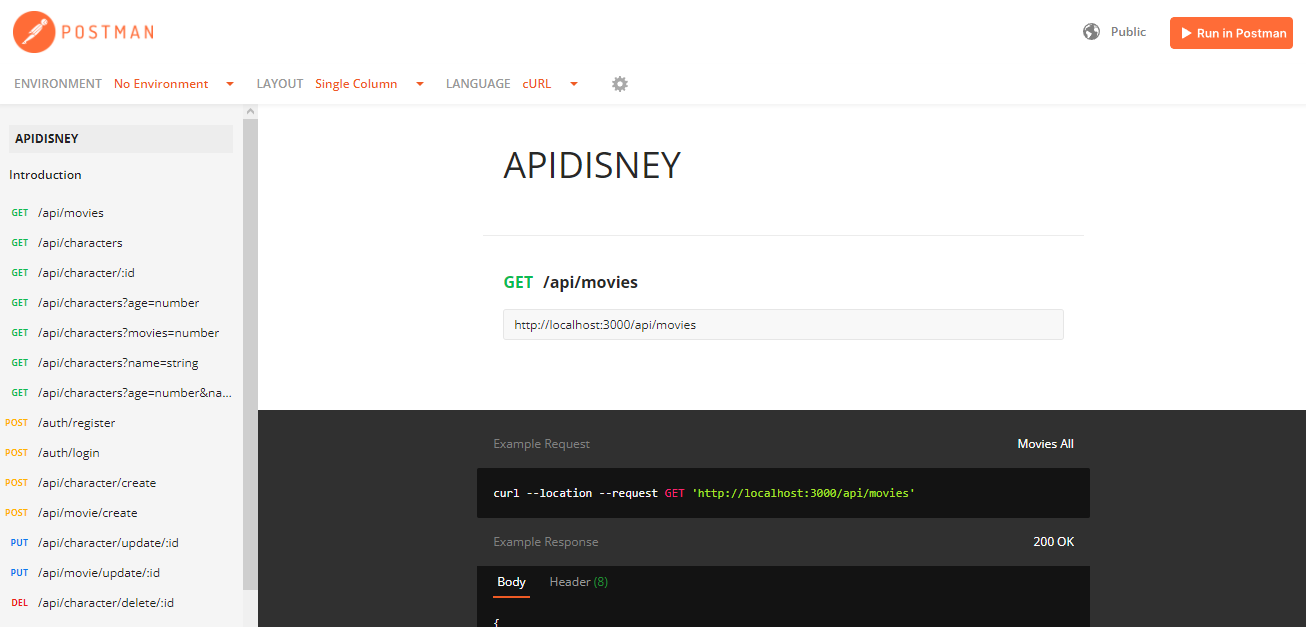 POSTMAN
Public
Run in Postman
ENVIRONMENT No Environment LAYOUT Single Column LANGUAGE cURL
APIDISNEY
Introduction
GET /api/movies
GET /api/characters
GET /api/character/:id
GET /api/characters?age=number
GET /api/characters?movies=number
GET /api/characters?name=string
GET /api/characters?age=number&na...
POST /auth/register
POST /auth/login
POST /api/character/create
POST /api/movie/create
PUT /api/character/update/:id
PUT /api/movie/update/:id
DEL /api/character/delete/:id
APIDISNEY
GET /api/movies
http://localhost:3000/api/movies
Example Request Movies All
curl --location --request GET 'http://localhost:3000/api/movies'
Example Response 200 OK
Body Header (8)
{